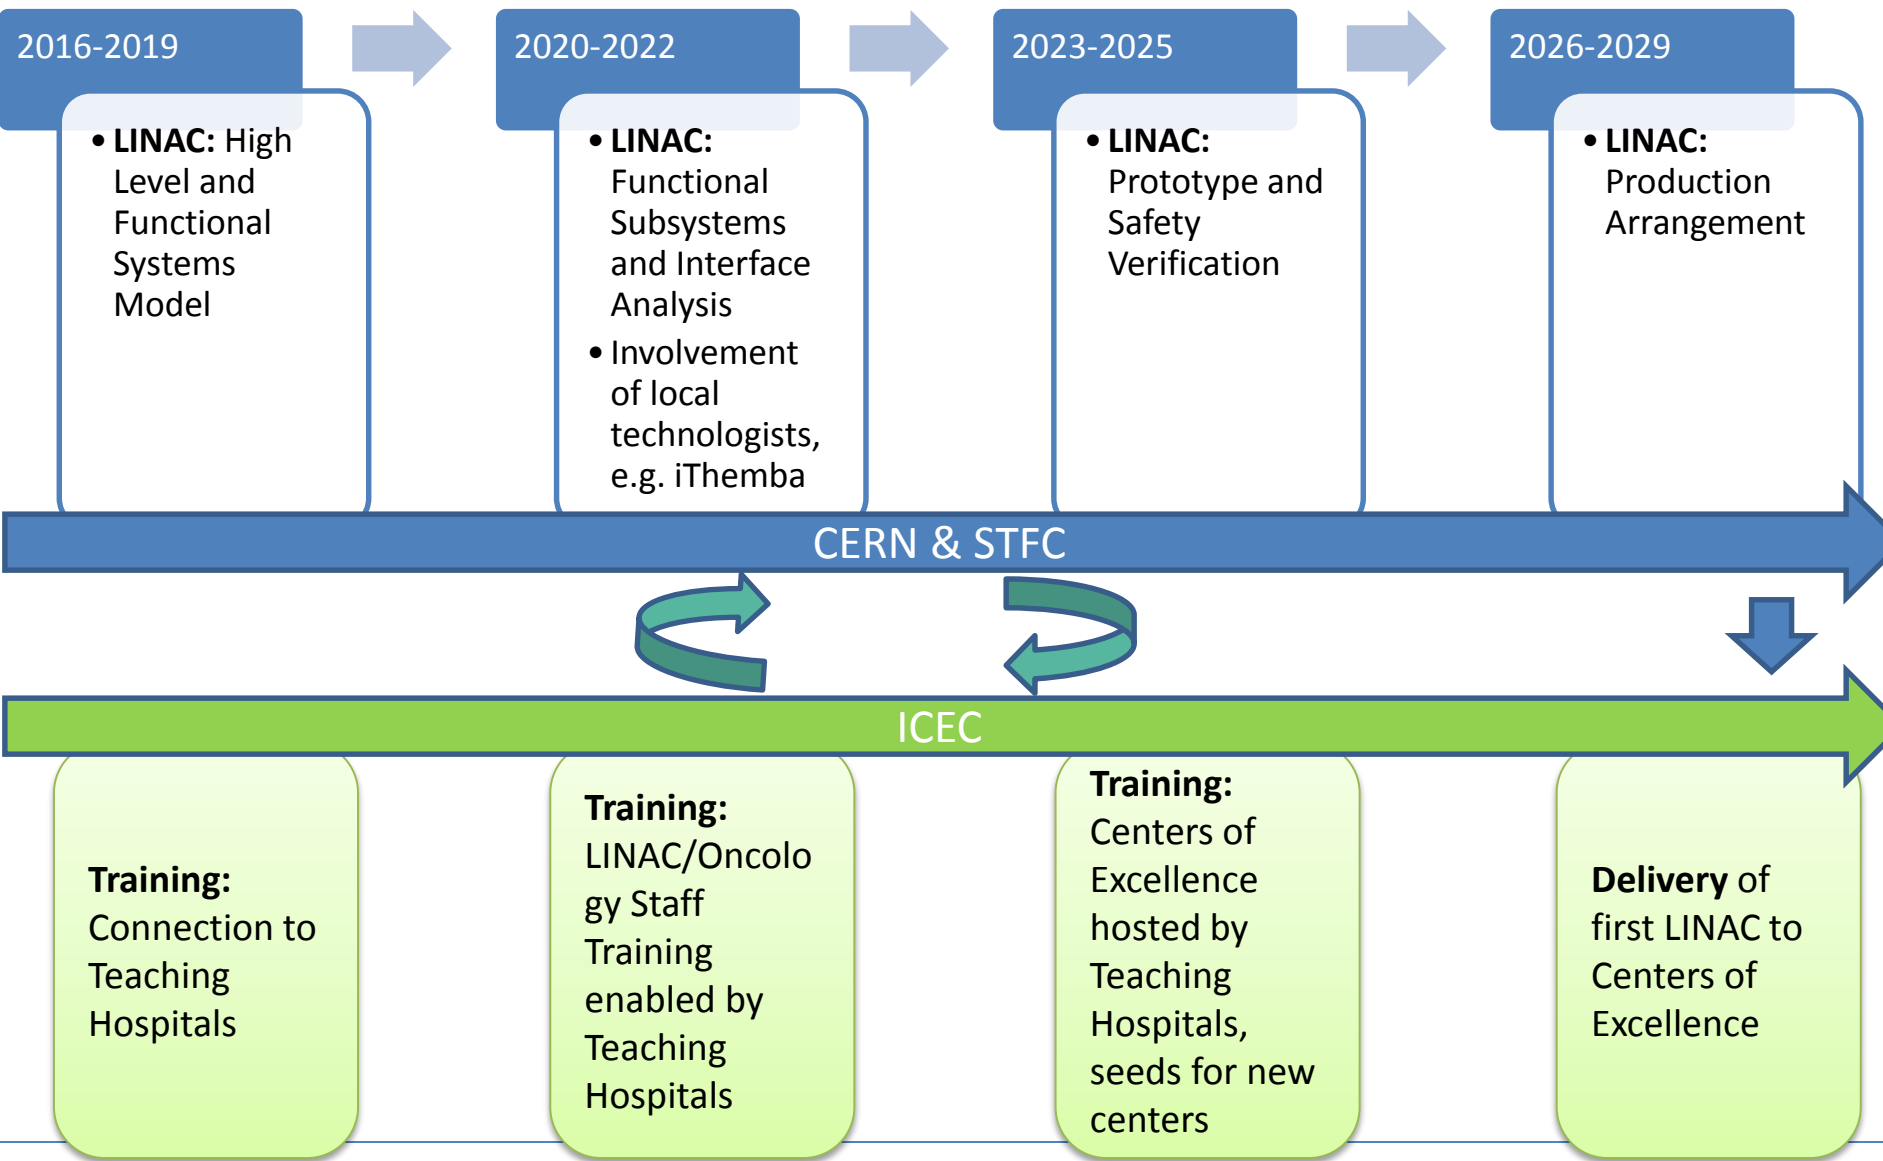 2016-2019
2020-2022
2023-2025
2026-2029
• LINAC: High
Level and
Functional
Systems
Model
• LINAC:
Functional
Subsystems
and Interface
Analysis
• Involvement
of local
technologists,
e.g. iThemba
• LINAC:
Prototype and
Safety
Verification
• LINAC:
Production
Arrangement
CERN & STFC
ICEC
Training:
Connection to
Teaching
Hospitals
Training:
LINAC/Oncolo
gy Staff
Training
enabled by
Teaching
Hospitals
Training:
Centers of
Excellence
hosted by
Teaching
Hospitals,
seeds for new
centers
Delivery of
first LINAC to
Centers of
Excellence